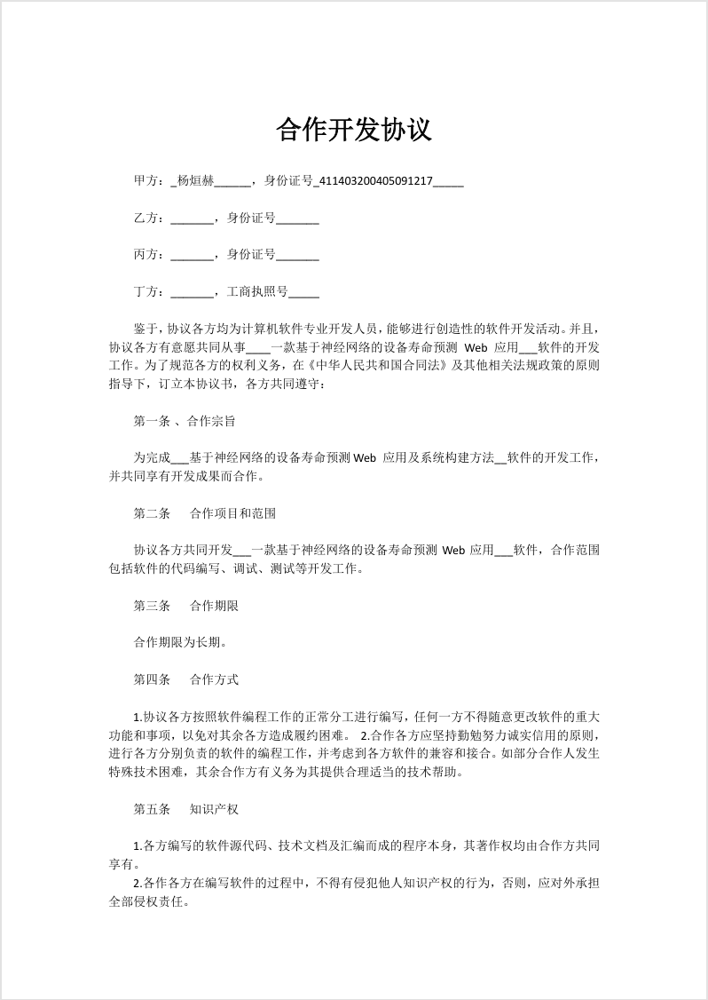 合作开发协议
甲方：_杨烜赫______，身份证号_411403200405091217_____
乙方：_______，身份证号_______
丙方：_______，身份证号_______
丁方：_______，工商执照号_____
鉴于，协议各方均为计算机软件专业开发人员，能够进行创造性的软件开发活动。并且，
协议各方有意愿共同从事____一款基于神经网络的设备寿命预测 Web 应用___软件的开发
工作。为了规范各方的权利义务，在《中华人民共和国合同法》及其他相关法规政策的原则
指导下，订立本协议书，各方共同遵守：
第一条 、合作宗旨
为完成___基于神经网络的设备寿命预测 Web 应用及系统构建方法__软件的开发工作，
并共同享有开发成果而合作。
第二条 合作项目和范围
协议各方共同开发___一款基于神经网络的设备寿命预测 Web 应用___软件，合作范围
包括软件的代码编写、调试、测试等开发工作。
第三条 合作期限
合作期限为长期。
第四条 合作方式
1.协议各方按照软件编程工作的正常分工进行编写，任何一方不得随意更改软件的重大
功能和事项，以免对其余各方造成履约困难。 2.合作各方应坚持勤勉努力诚实信用的原则，
进行各方分别负责的软件的编程工作，并考虑到各方软件的兼容和接合。如部分合作人发生
特殊技术困难，其余合作方有义务为其提供合理适当的技术帮助。
第五条 知识产权
1.各方编写的软件源代码、技术文档及汇编而成的程序本身，其著作权均由合作方共同
享有。
2.各作各方在编写软件的过程中，不得有侵犯他人知识产权的行为，否则，应对外承担
全部侵权责任。